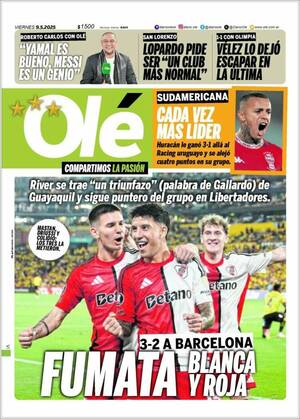 VIERNES 9.5.2025
$1500
ROBERTO CARLOS CON OLÉ
"YAMAL ES
BUENO, MESSI
ES UN GENIO"
SAN LORENZO
LOPARDO PIDE
SER "UN CLUB
MÁS NORMAL"
1-1 CON OLIMPIA
VÉLEZ LO DEJÓ
ESCAPAR EN
LA ÚLTIMA
Olé
COMPARTIMOS LA PASIÓN
SUDAMERICANA
CADA VEZ
MÁS LÍDER
Huracán le ganó 3-1 allá al
Racing uruguayo y se alejó
cuatro puntos en su grupo.
River se trae "un triunfazo" (palabra de Gallardo) de
Guayaquil y sigue puntero del grupo en Libertadores.
MASTAN,
DRIUSSI Y
COLIDIO:
LOS TRES LA
METIERON.
Betano
Betano
Betano
3-2 A BARCELONA
FUMATA BLANCA
Y ROJA